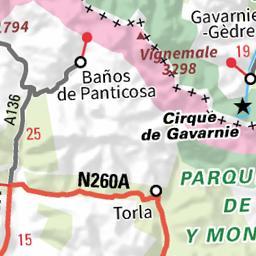 2794
Gavarnie-
Gèdre
19
Vignemale
3298
Baños
de Panticosa
A136
25
Cirque
de Gavarnie
N260A
PARQU
DE
Torla
Y MON
15